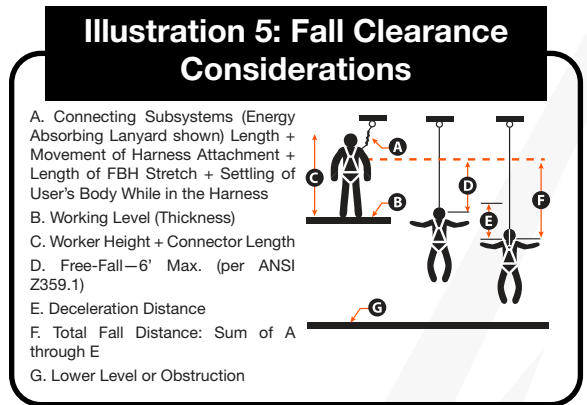 Illustration 5: Fall Clearance
Considerations
A. Connecting Subsystems (Energy
Absorbing Lanyard shown) Length +
Movement of Harness Attachment +
Length of FBH Stretch + Settling of
User's Body While in the Harness
B. Working Level (Thickness)
C. Worker Height + Connector Length
D. Free-Fall—6' Max. (per ANSI
Z359.1)
E. Deceleration Distance
F. Total Fall Distance: Sum of A
through E
G. Lower Level or Obstruction
A
C
B
D
E
F
G